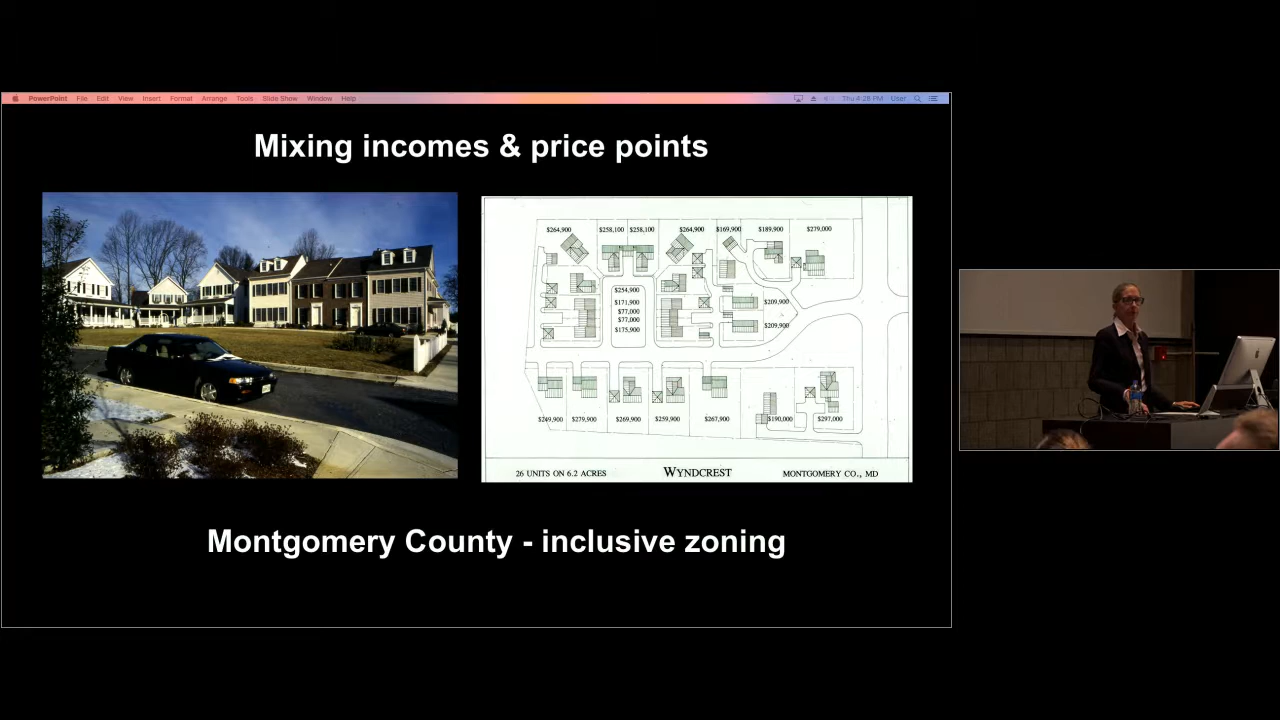 PowerPoint File Edit View Insert Format Arrange Tools Slide Show Window Help Thu 4:28 PM User
Mixing incomes & price points
$264,900 $258,100 $258,100 $264,900 $169,900 $189,900 $279,000
$254,900
$171,900
$77,000
$77,000
$175,900
$209,900
$209,900
$249,900 $279,900 $269,900 $259,900 $267,900 $190,000 $297,000
26 UNITS ON 6.2 ACRES WYNDCREST MONTGOMERY CO., MD
Montgomery County - inclusive zoning